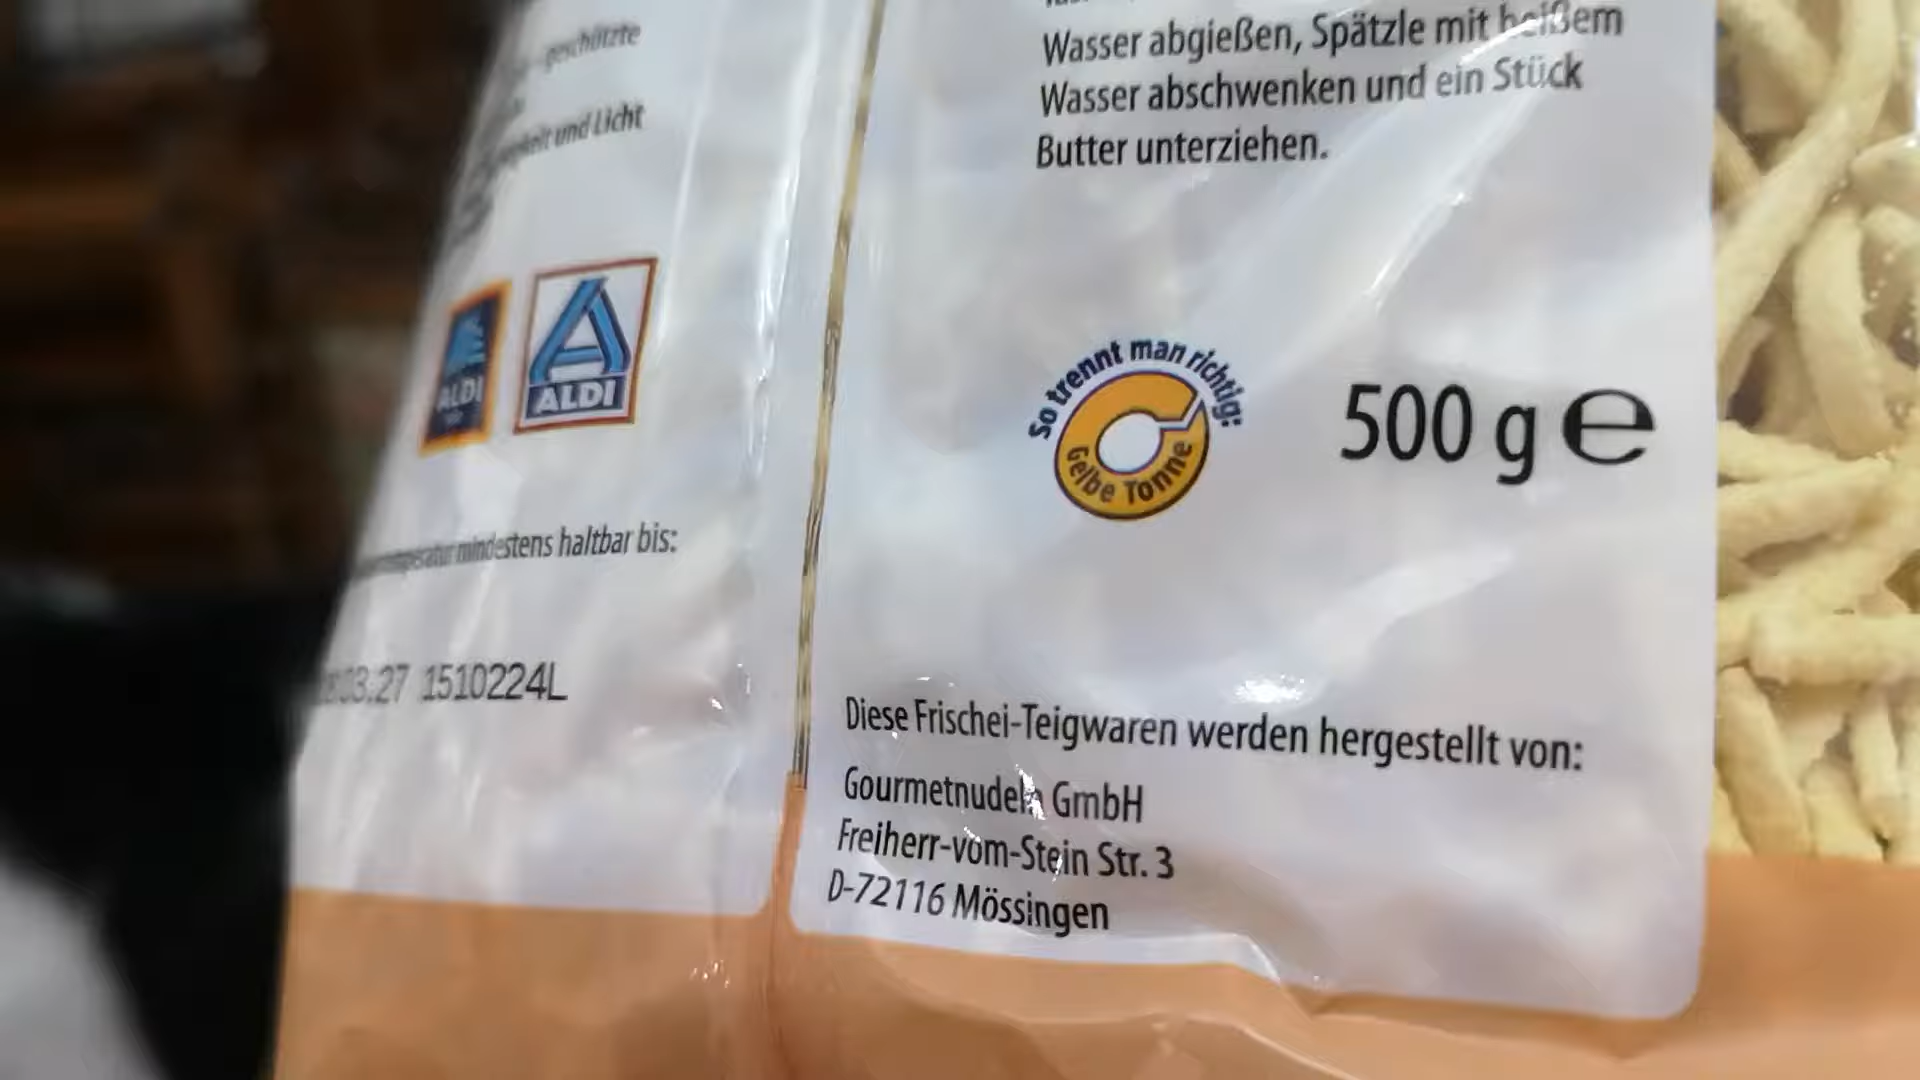 geschützte
und Licht
ALDI
ALDI
mindestens haltbar bis:
03.27 1510224L
Wasser abgießen, Spätzle mit heißem
Wasser abschwenken und ein Stück
Butter unterziehen.
So trennt man richtig:
Gelbe Tonne
500 g e
Diese Frischei-Teigwaren werden hergestellt von:
Gourmetnudeln GmbH
Freiherr-vom-Stein Str. 3
D-72116 Mössingen